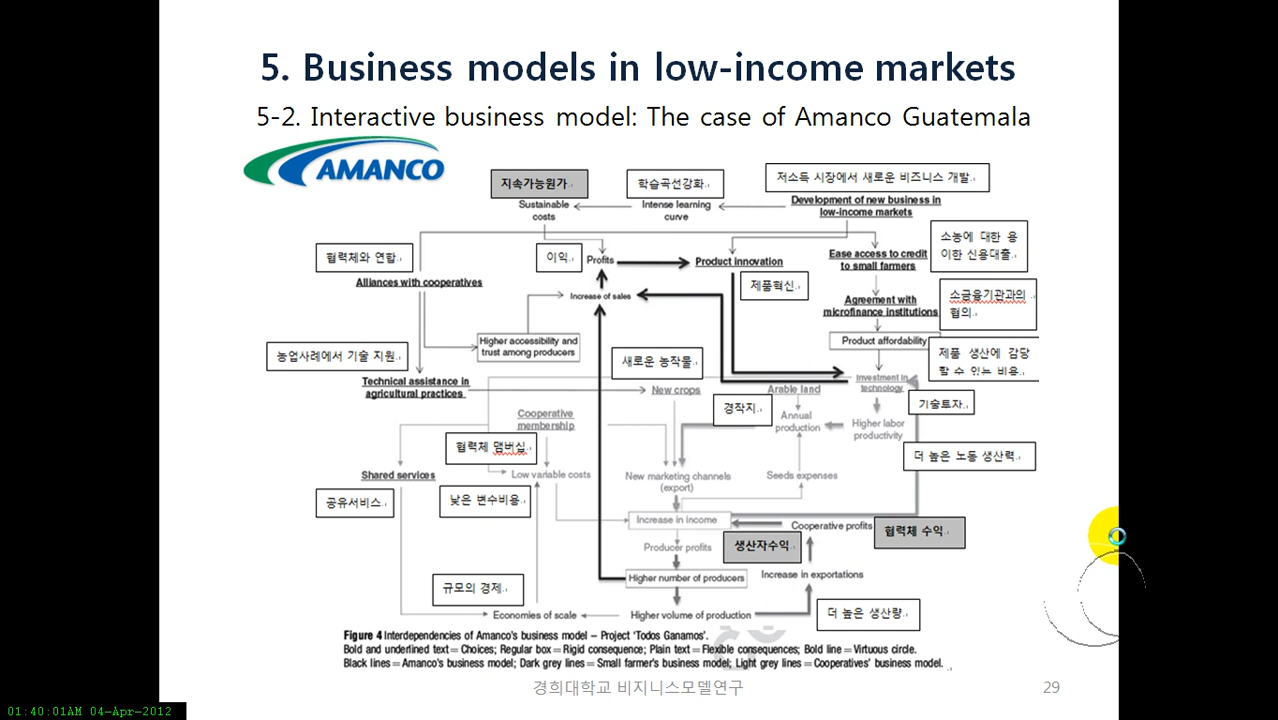 5. Business models in low-income markets
5-2. Interactive business model: The case of Amanco Guatemala
AMANCO
지속가능원가
학습곡선강화
저소득 시장에서 새로운 비즈니스 개발
Sustainable
costs
Intense learning
curve
Development of new business in
low-income markets
협력체와 연합
이익
Profits
Product innovation
Ease access to credit
to small farmers
소농에 대한 용
이한 신용대출
Alliances with cooperatives
제품혁신
Increase of sales
Agreement with
microfinance institutions
소금융기관과의
협의
Higher accessibility and
trust among producers
Product affordability
농업사례에서 기술 지원
새로운 농작물
제품 생산에 감당
할 수 있는 비용
Technical assistance in
agricultural practices
New crops
Arable land
Investment in
technology
기술투자
경작지
Cooperative
membership
Annual
production
Higher labor
productivity
협력체 맴버십
더 높은 노동 생산력
Shared services
Low variable costs
New marketing channels
(export)
Seeds expenses
공유서비스
낮은 변수비용
Increase in income
Cooperative profits
협력체 수익
Producer profits
생산자수익
규모의 경제
Higher number of producers
Increase in exportations
Economies of scale
Higher volume of production
더 높은 생산량
Figure 4 Interdependencies of Amanco's business model – Project 'Todos Ganamos'.
Bold and underlined text = Choices; Regular box = Rigid consequence; Plain text = Flexible consequences; Bold line = Virtuous circle.
Black lines = Amanco's business model; Dark grey lines = Small farmer's business model; Light grey lines = Cooperatives' business model.
경희대학교 비지니스모델연구
29
01:40:01AM 04-Apr-2012